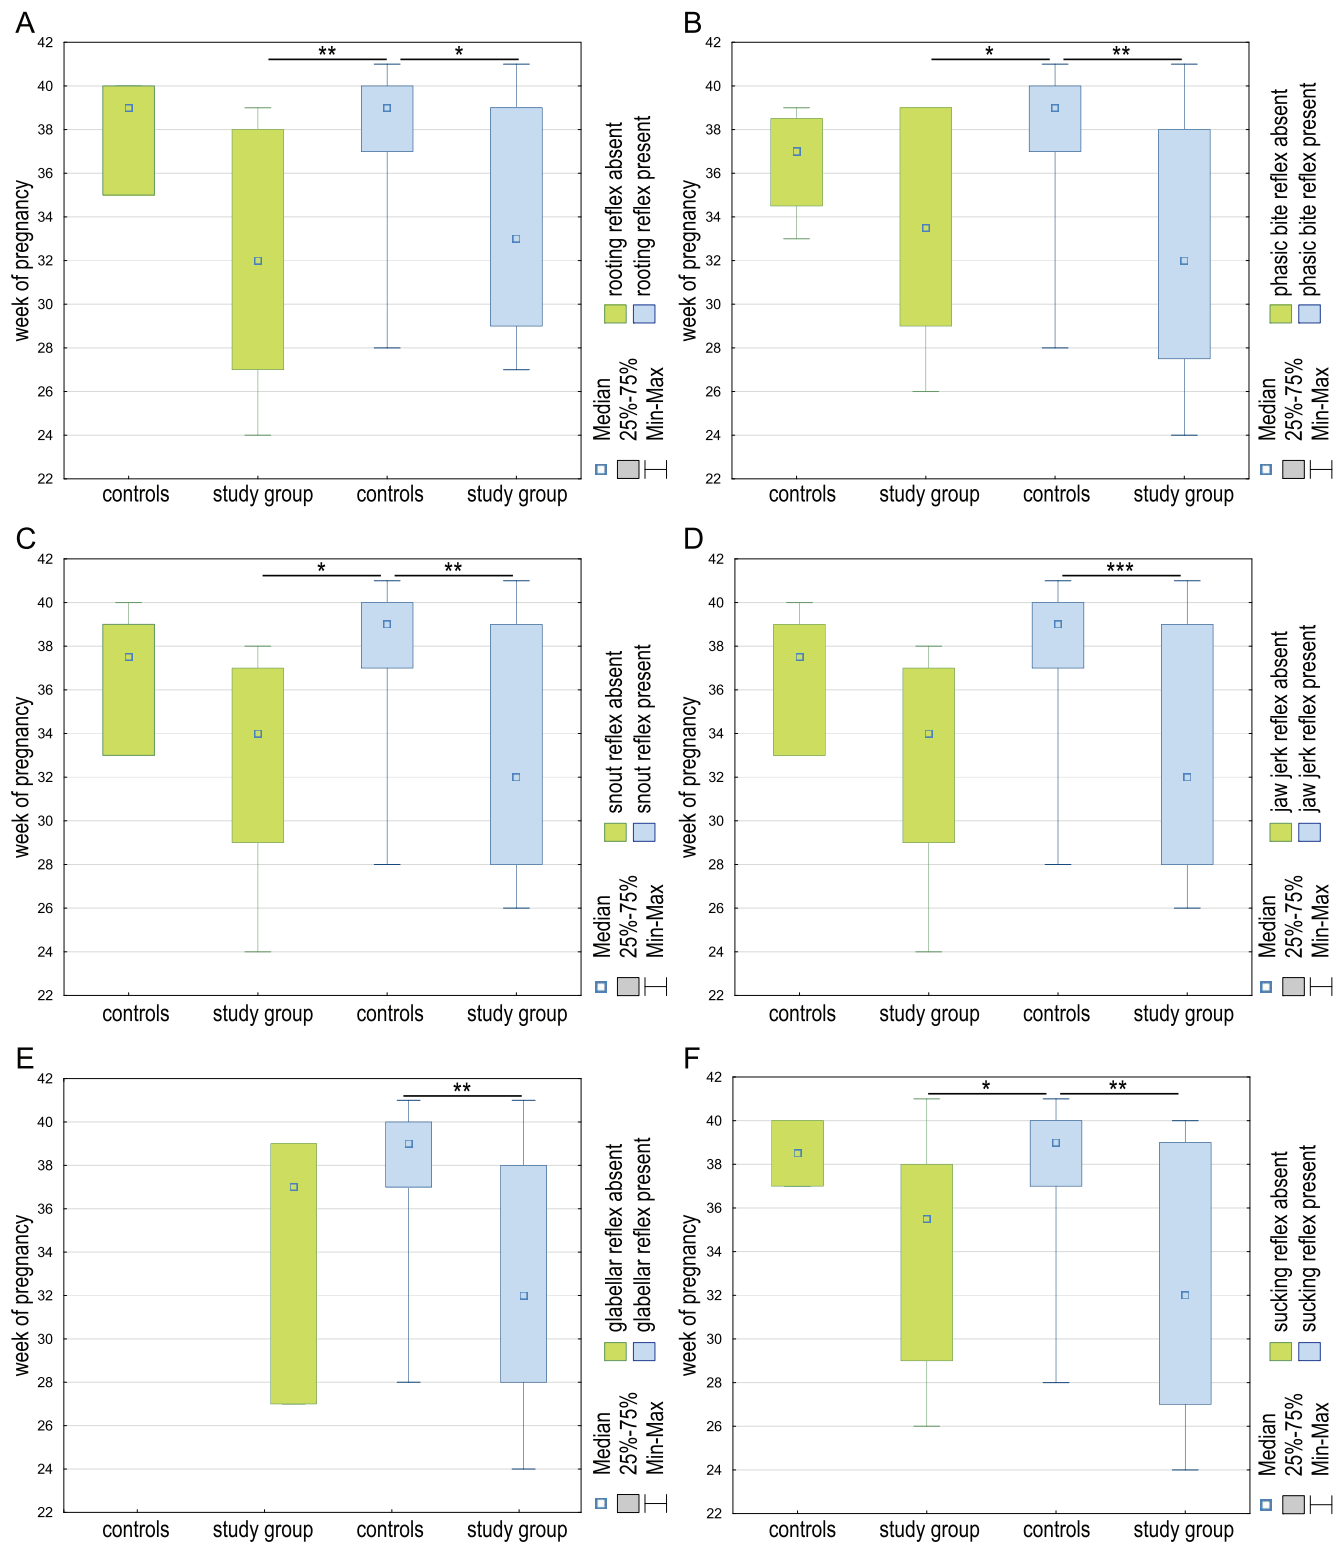 A
42
40
38
36
34
32
30
28
26
24
22
week of pregnancy
**
*
controls
study group
controls
study group
rooting reflex absent
rooting reflex present
Median
25%-75%
Min-Max
B
42
40
38
36
34
32
30
28
26
24
22
week of pregnancy
*
**
controls
study group
controls
study group
phasic bite reflex absent
phasic bite reflex present
Median
25%-75%
Min-Max
C
42
40
38
36
34
32
30
28
26
24
22
week of pregnancy
*
**
controls
study group
controls
study group
snout reflex absent
snout reflex present
Median
25%-75%
Min-Max
D
42
40
38
36
34
32
30
28
26
24
22
week of pregnancy
***
controls
study group
controls
study group
jaw jerk reflex absent
jaw jerk reflex present
Median
25%-75%
Min-Max
E
42
40
38
36
34
32
30
28
26
24
22
week of pregnancy
**
controls
study group
controls
study group
glabellar reflex absent
glabellar reflex present
Median
25%-75%
Min-Max
F
42
40
38
36
34
32
30
28
26
24
22
week of pregnancy
*
**
controls
study group
controls
study group
sucking reflex absent
sucking reflex present
Median
25%-75%
Min-Max